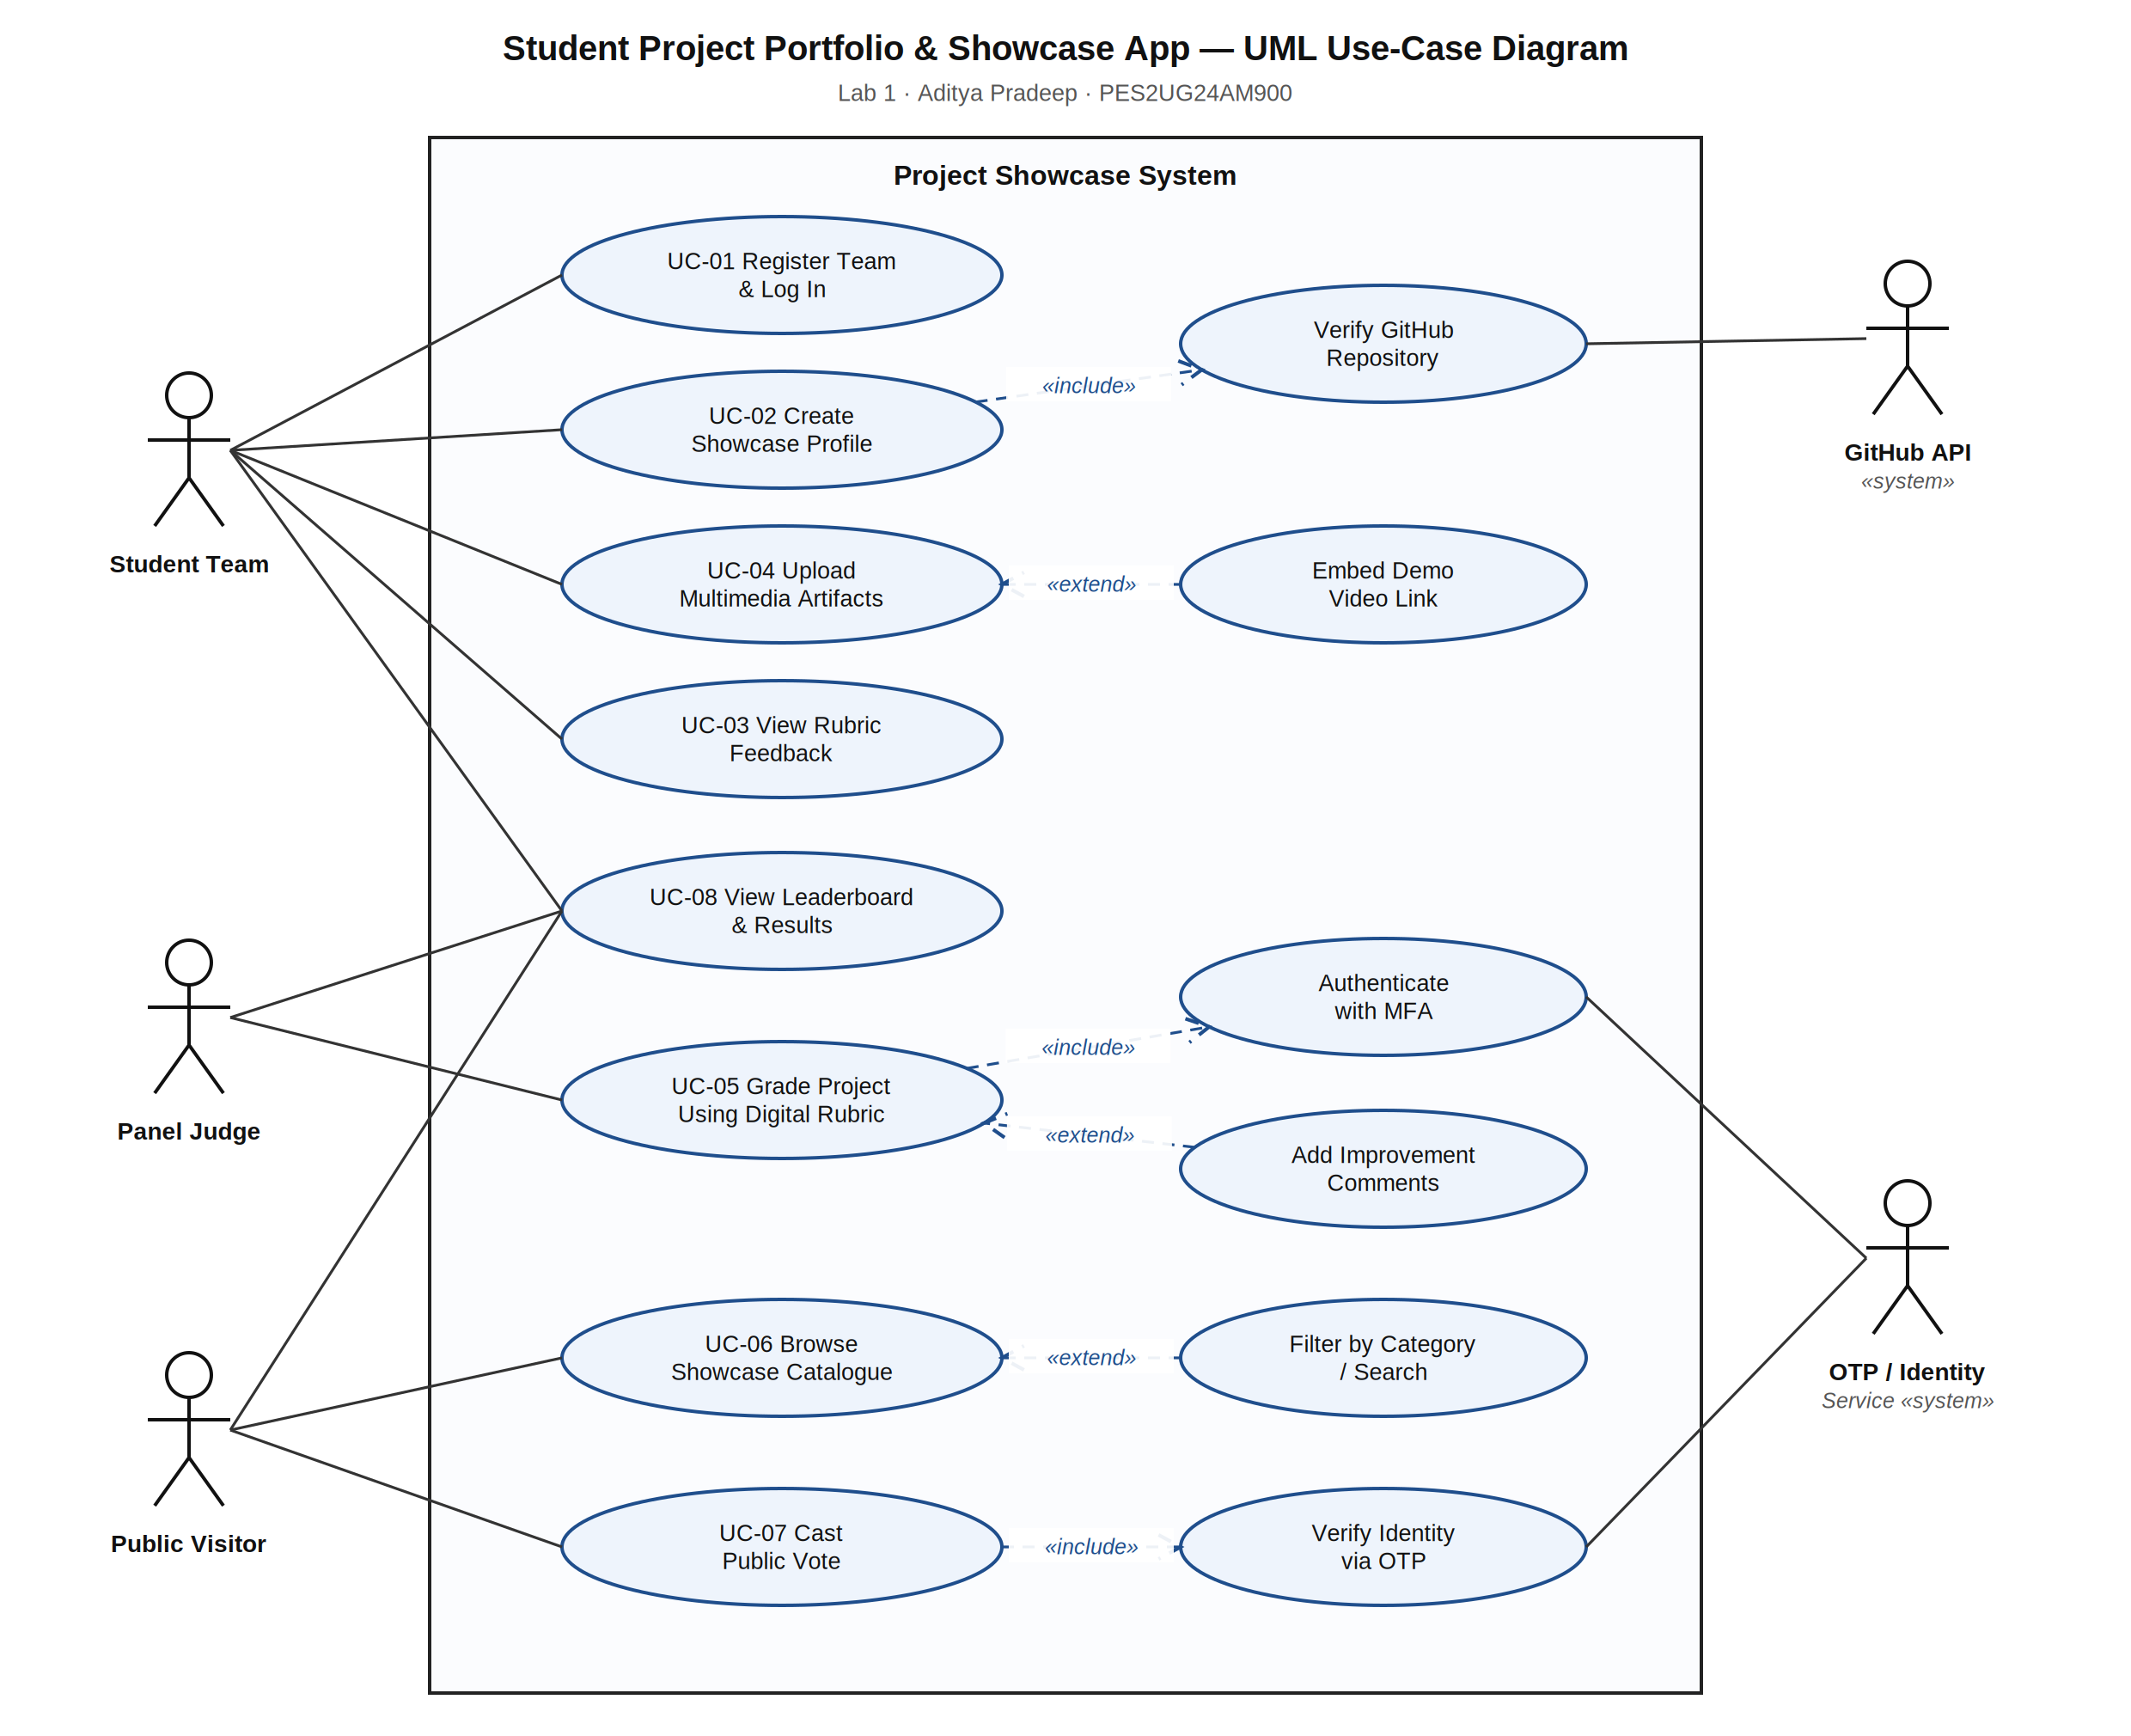 Student Project Portfolio & Showcase App — UML Use-Case Diagram
Lab 1 · Aditya Pradeep · PES2UG24AM900
Project Showcase System
UC-01 Register Team
& Log In
Verify GitHub
Repository
«include»
UC-02 Create
Showcase Profile
GitHub API
«system»
Student Team
UC-04 Upload
Multimedia Artifacts
«extend»
Embed Demo
Video Link
UC-03 View Rubric
Feedback
UC-08 View Leaderboard
& Results
Authenticate
with MFA
«include»
Panel Judge
UC-05 Grade Project
Using Digital Rubric
«extend»
Add Improvement
Comments
UC-06 Browse
Showcase Catalogue
«extend»
Filter by Category
/ Search
OTP / Identity
Service «system»
Public Visitor
UC-07 Cast
Public Vote
«include»
Verify Identity
via OTP